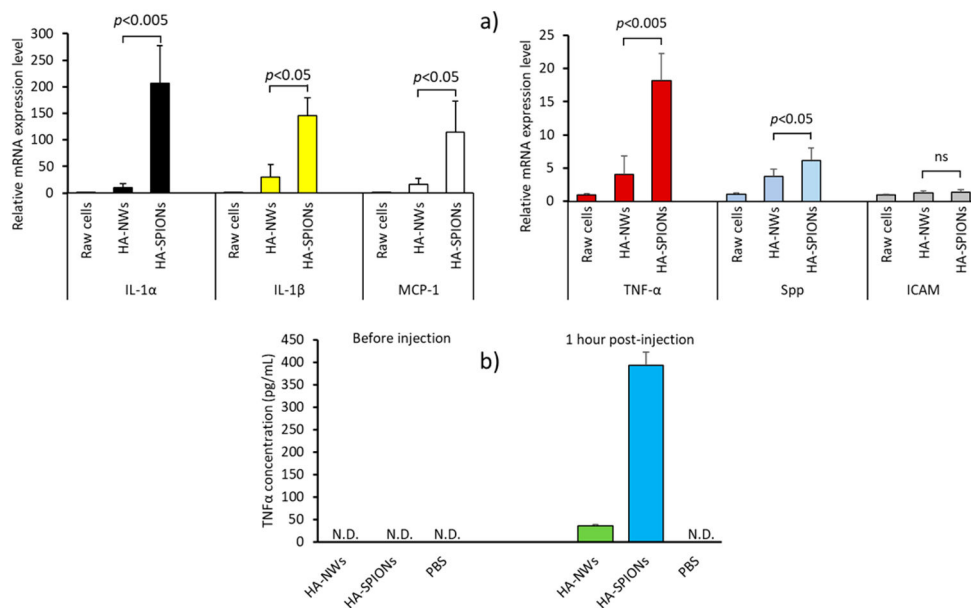 a)
Relative mRNA expression level
300
250
200
150
100
50
0
p<0.005
p<0.05
p<0.05
Raw cells
HA-NWs
HA-SPIONs
Raw cells
HA-NWs
HA-SPIONs
Raw cells
HA-NWs
HA-SPIONs
IL-1α
IL-1β
MCP-1
Relative mRNA expression level
25
20
15
10
5
0
p<0.005
p<0.05
ns
Raw cells
HA-NWs
HA-SPIONs
Raw cells
HA-NWs
HA-SPIONs
Raw cells
HA-NWs
HA-SPIONs
TNF-α
Spp
ICAM
b)
Before injection
1 hour post-injection
TNFα concentration (pg/mL)
450
400
350
300
250
200
150
100
50
0
N.D.
N.D.
N.D.
N.D.
HA-NWs
HA-SPIONs
PBS
HA-NWs
HA-SPIONs
PBS